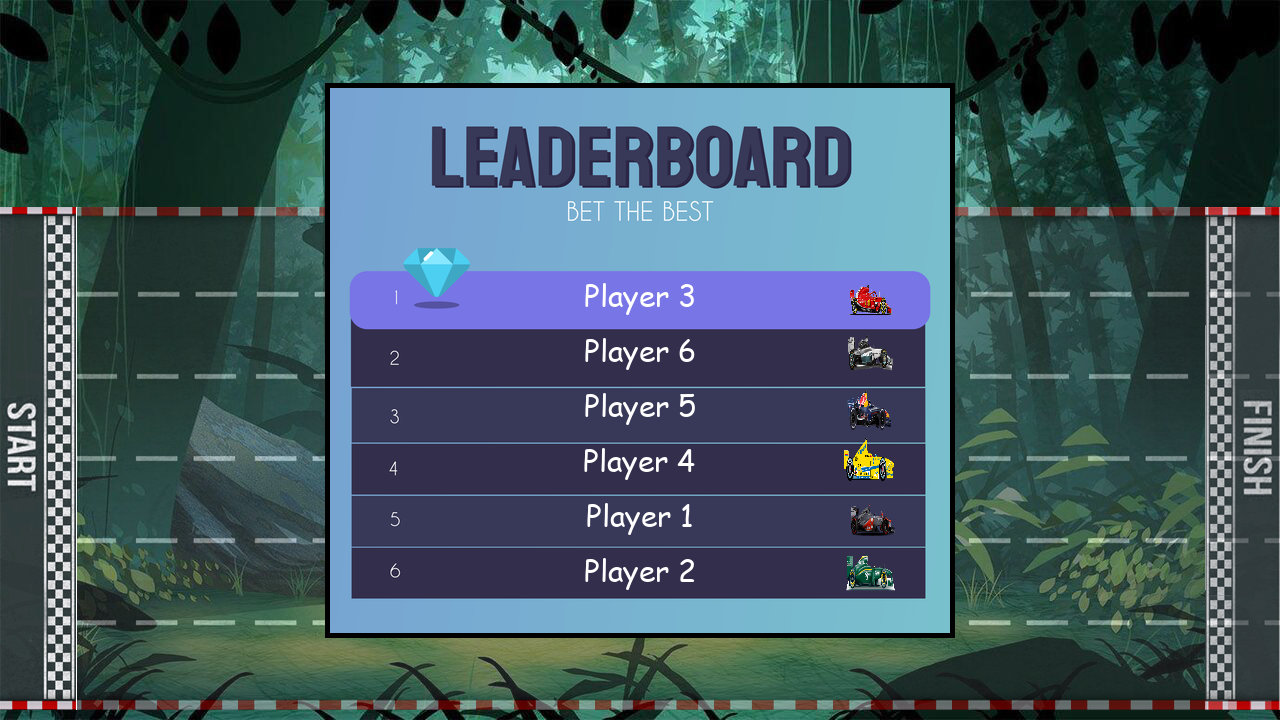 LEADERBOARD
BET THE BEST
1 Player 3
2 Player 6
3 Player 5
4 Player 4
5 Player 1
6 Player 2
START
FINISH